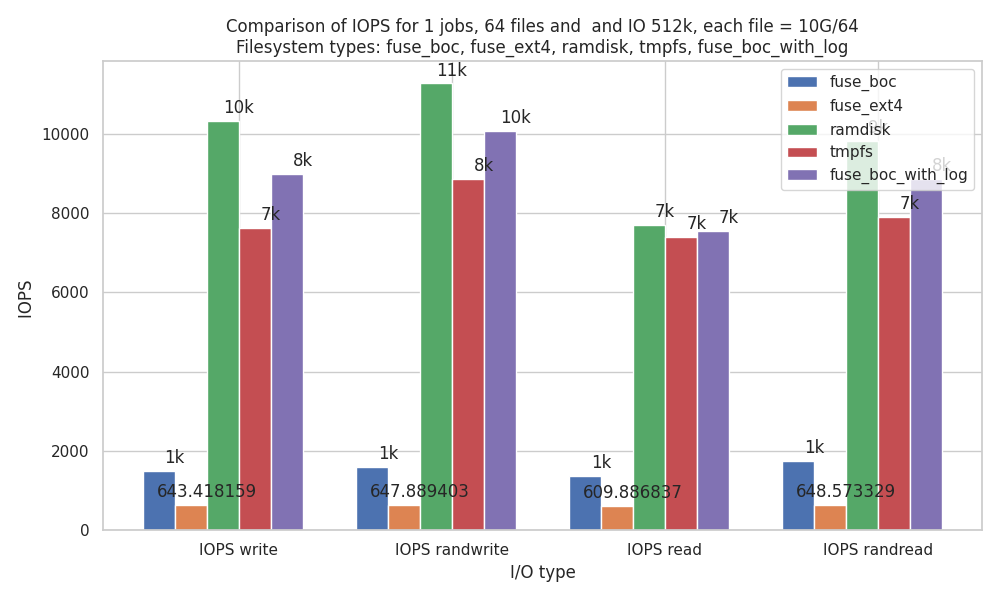 Comparison of IOPS for 1 jobs, 64 files and  and IO 512k, each file = 10G/64
Filesystem types: fuse_boc, fuse_ext4, ramdisk, tmpfs, fuse_boc_with_log
fuse_boc
fuse_ext4
ramdisk
tmpfs
fuse_boc_with_log
IOPS
10000
8000
6000
4000
2000
0
1k
643.418159
10k
7k
8k
1k
647.889403
11k
8k
10k
1k
609.886837
7k
7k
7k
1k
648.573329
7k
8k
IOPS write
IOPS randwrite
IOPS read
IOPS randread
I/O type